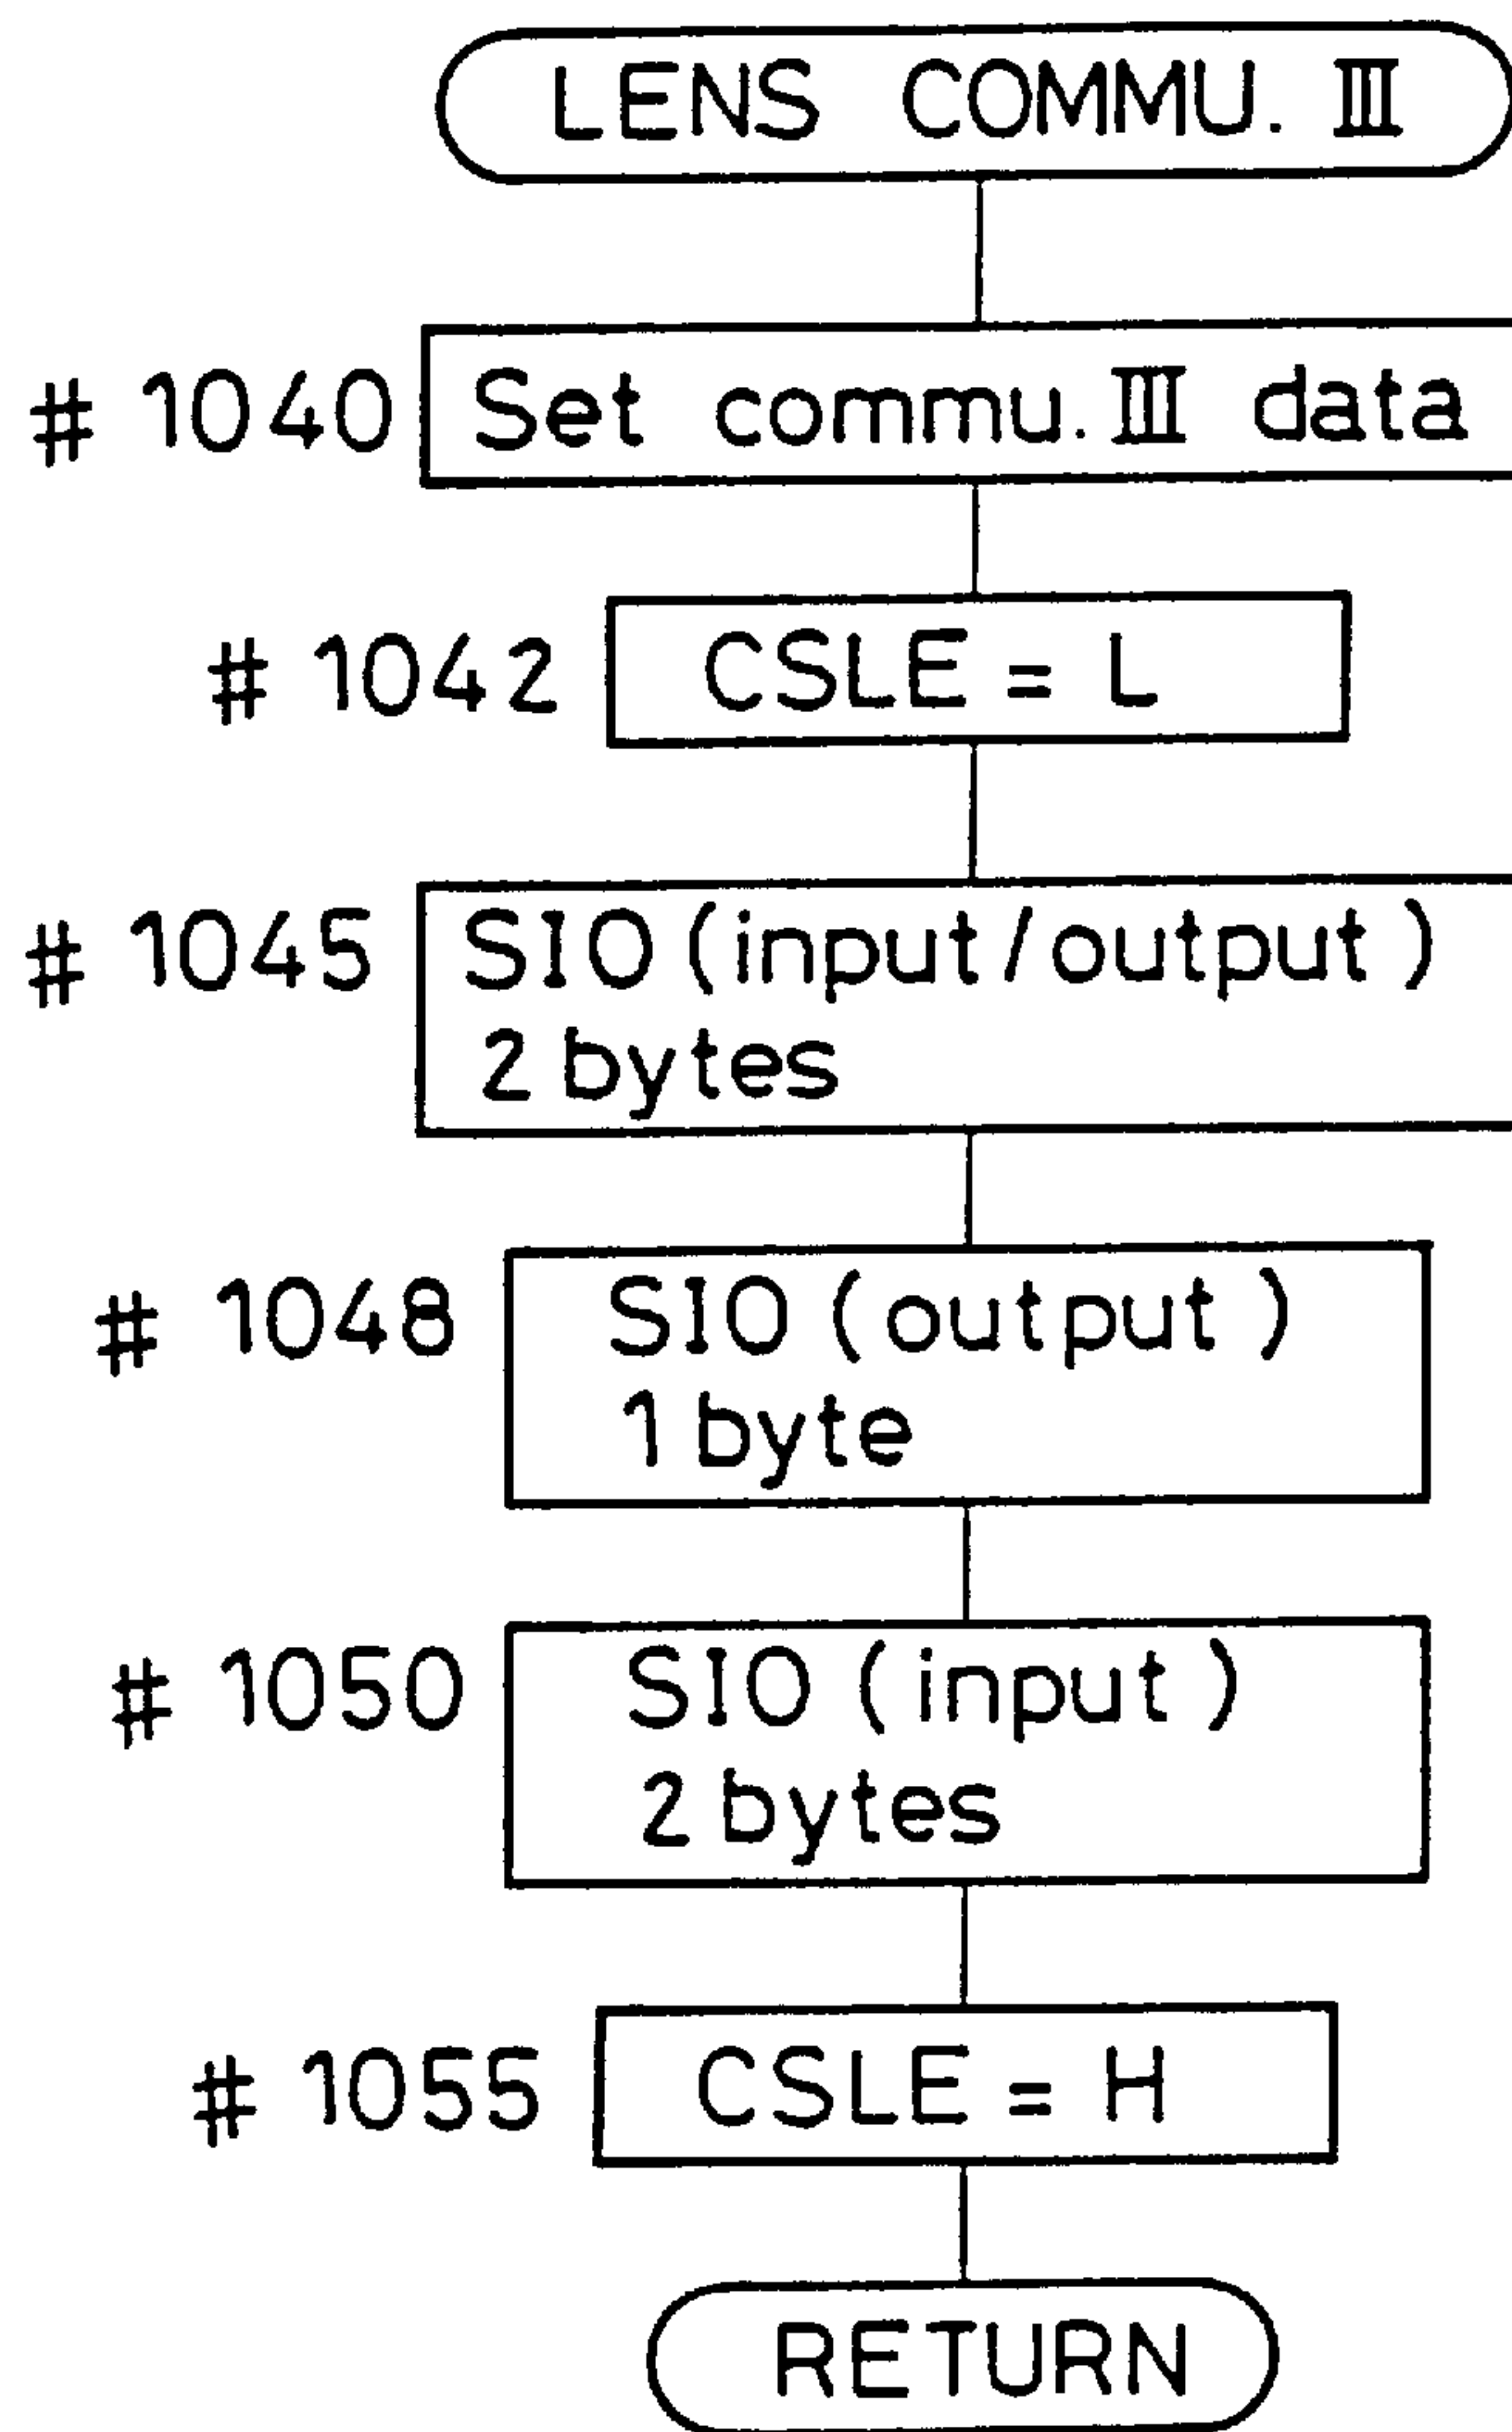 LENS COMMU. III
# 1040 Set commu. III data
# 1042 CSLE = L
# 1045 SIO (input/output)
2 bytes
# 1048 SIO (output)
1 byte
# 1050 SIO (input)
2 bytes
# 1055 CSLE = H
RETURN